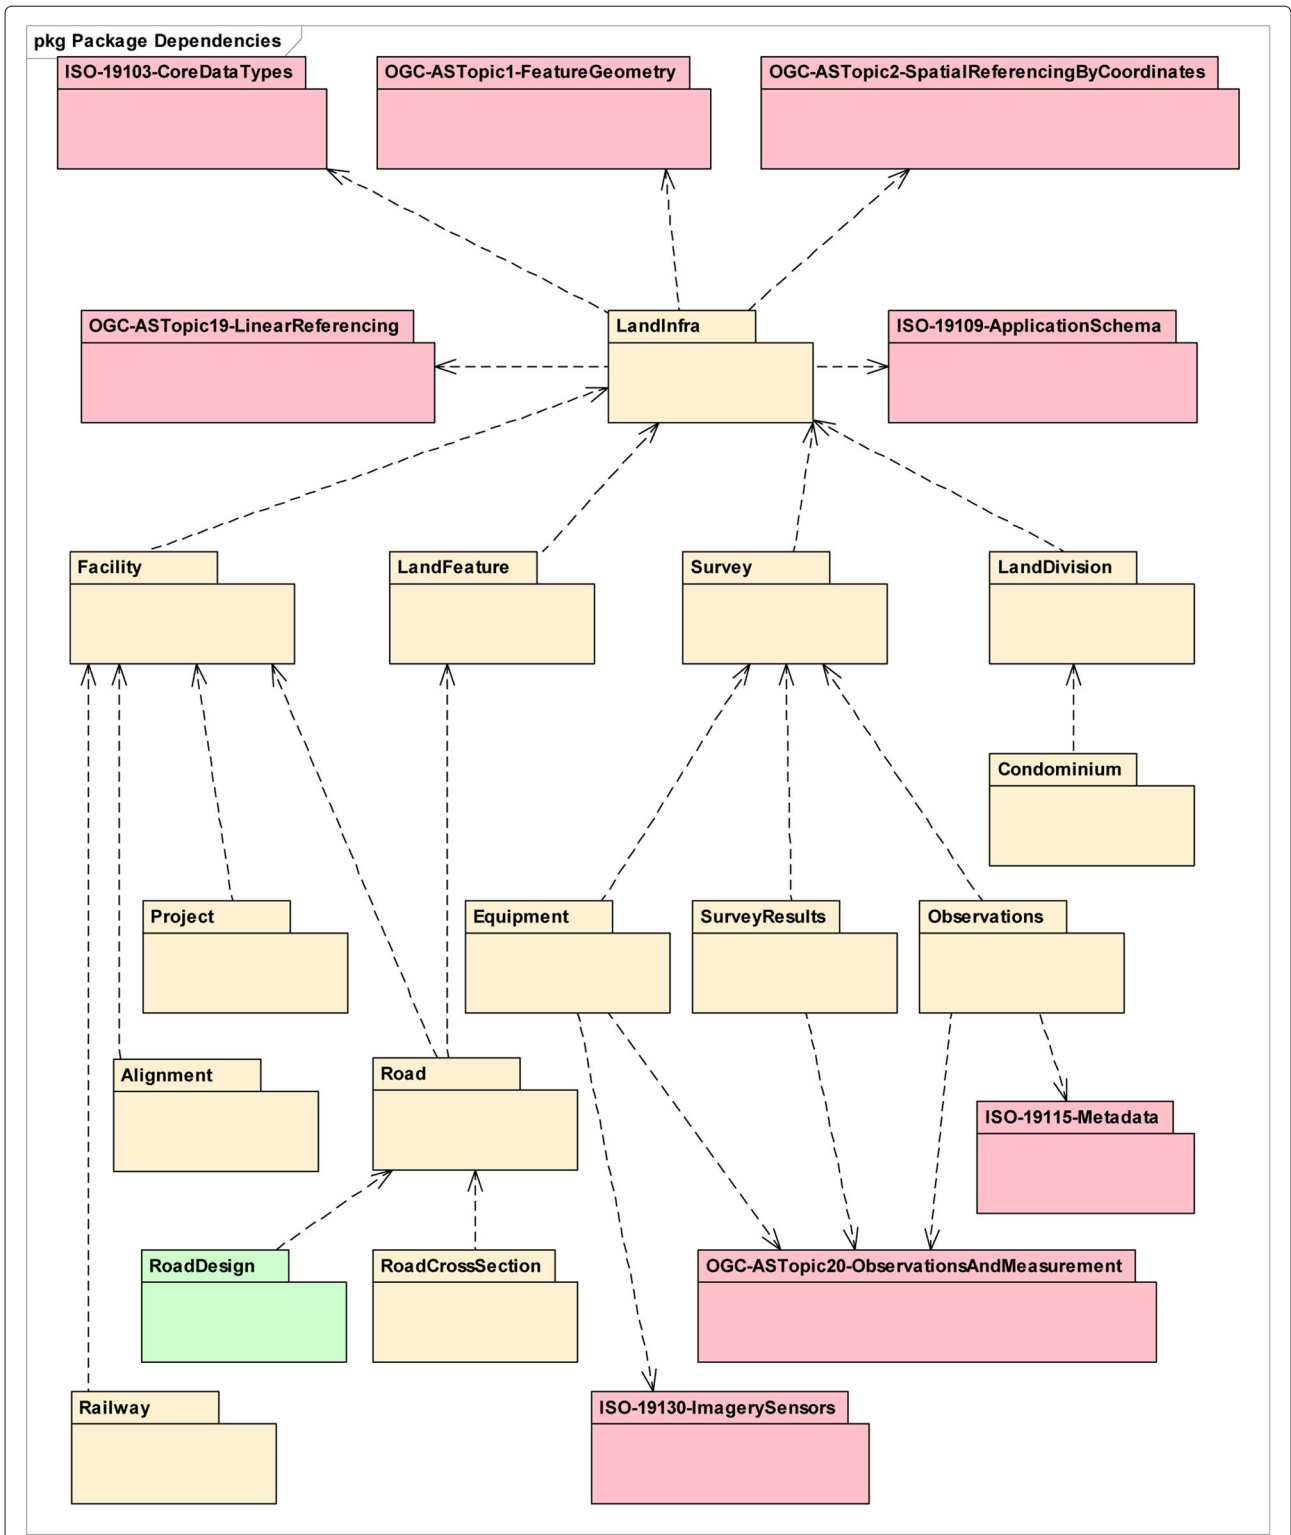 pkg Package Dependencies
ISO-19103-CoreDataTypes
OGC-ASTopic1-FeatureGeometry
OGC-ASTopic2-SpatialReferencingByCoordinates
OGC-ASTopic19-LinearReferencing
LandInfra
ISO-19109-ApplicationSchema
Facility
LandFeature
Survey
LandDivision
Condominium
Project
Equipment
SurveyResults
Observations
Alignment
Road
ISO-19115-Metadata
RoadDesign
RoadCrossSection
OGC-ASTopic20-ObservationsAndMeasurement
Railway
ISO-19130-ImagerySensors